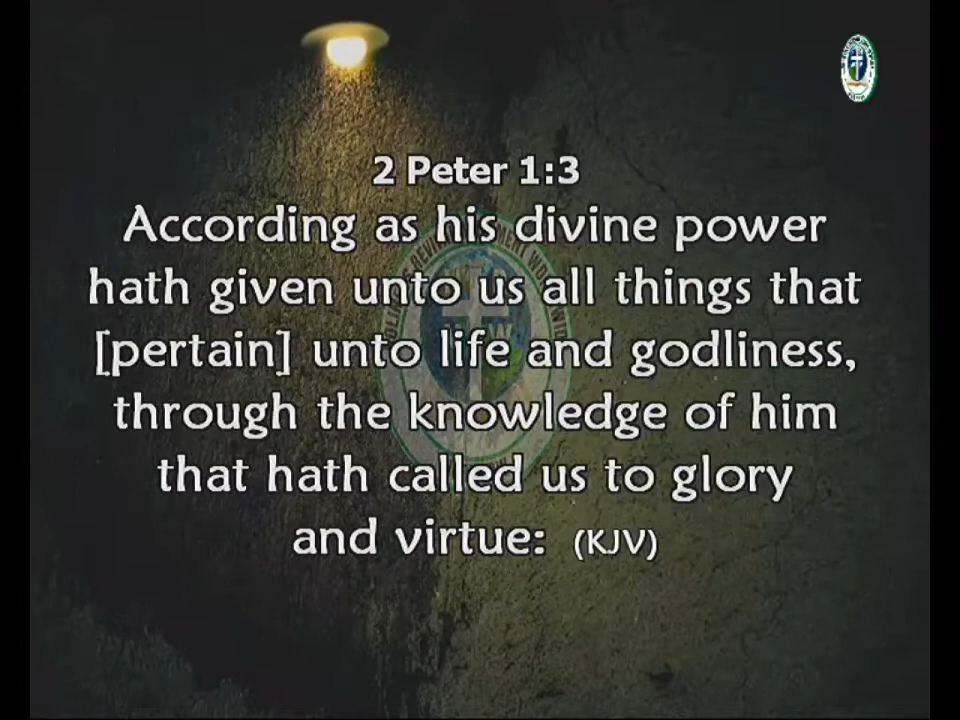 2 Peter 1:3
According as his divine power
hath given unto us all things that
[pertain] unto life and godliness,
through the knowledge of him
that hath called us to glory
and virtue: (KJV)